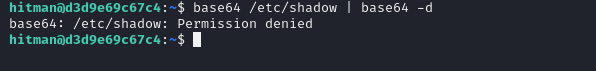 hitman@d3d9e69c67c4:~$ base64 /etc/shadow | base64 -d
base64: /etc/shadow: Permission denied
hitman@d3d9e69c67c4:~$